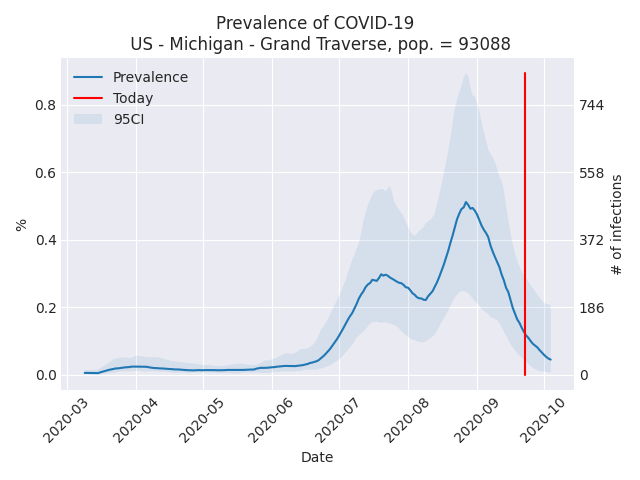 Prevalence of COVID-19
US - Michigan - Grand Traverse, pop. = 93088
Prevalence
Today
95CI
0.8
0.6
0.4
0.2
0.0
%
744
558
372
186
0
# of infections
2020-03
2020-04
2020-05
2020-06
2020-07
2020-08
2020-09
2020-10
Date